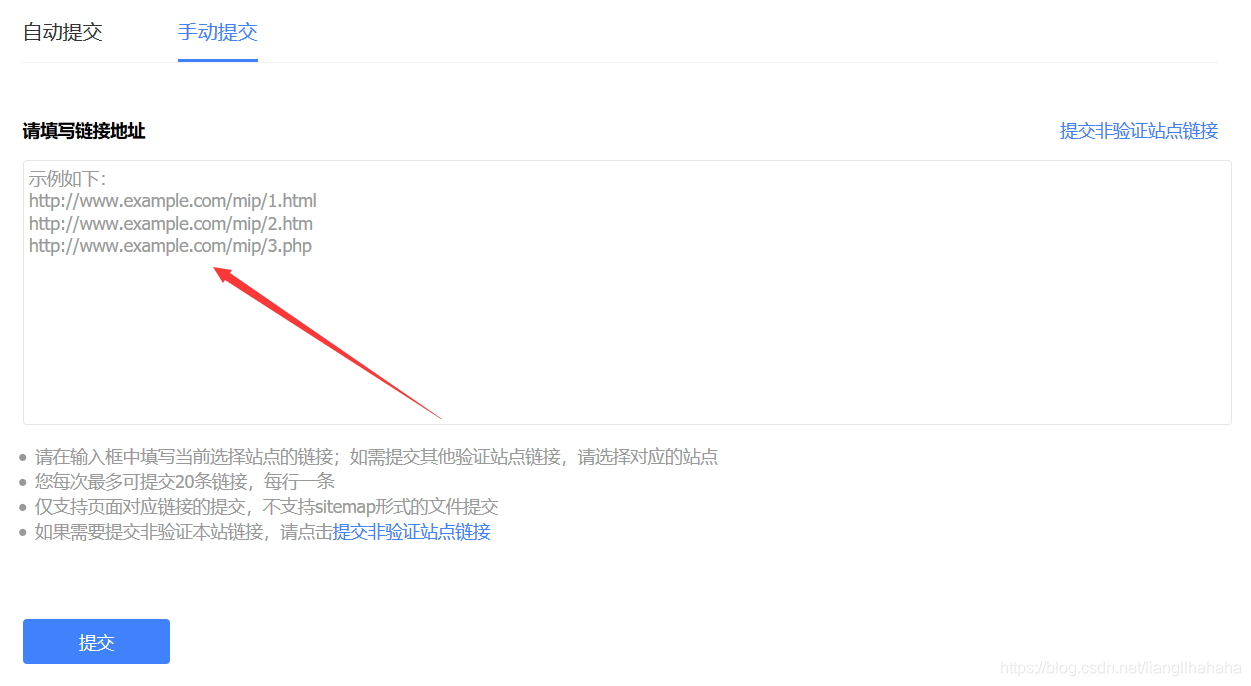 自动提交
手动提交
请填写链接地址
提交非验证站点链接
示例如下：
http://www.example.com/mip/1.html
http://www.example.com/mip/2.htm
http://www.example.com/mip/3.php
请在输入框中填写当前选择站点的链接；如需提交其他验证站点链接，请选择对应的站点
您每次最多可提交20条链接，每行一条
仅支持页面对应链接的提交，不支持sitemap形式的文件提交
如果需要提交非验证本站链接，请点击提交非验证站点链接
提交
https://blog.csdn.net/liangllhahaha